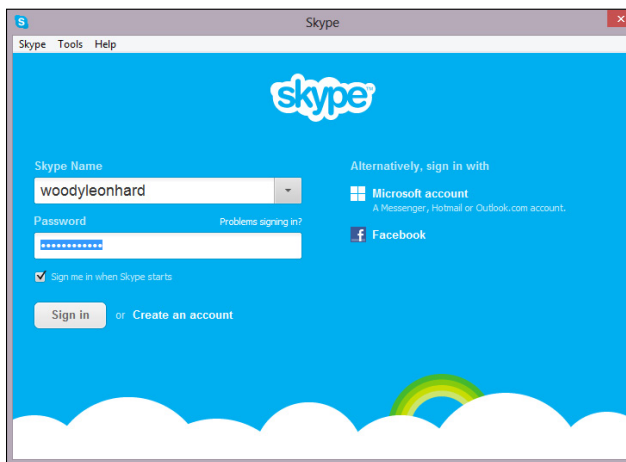 Skype
Skype Tools Help
skype™
Skype Name
woodyleonhard
Password Problems signing in?
Sign me in when Skype starts
Sign in or Create an account
Alternatively, sign in with
Microsoft account
A Messenger, Hotmail or Outlook.com account.
Facebook